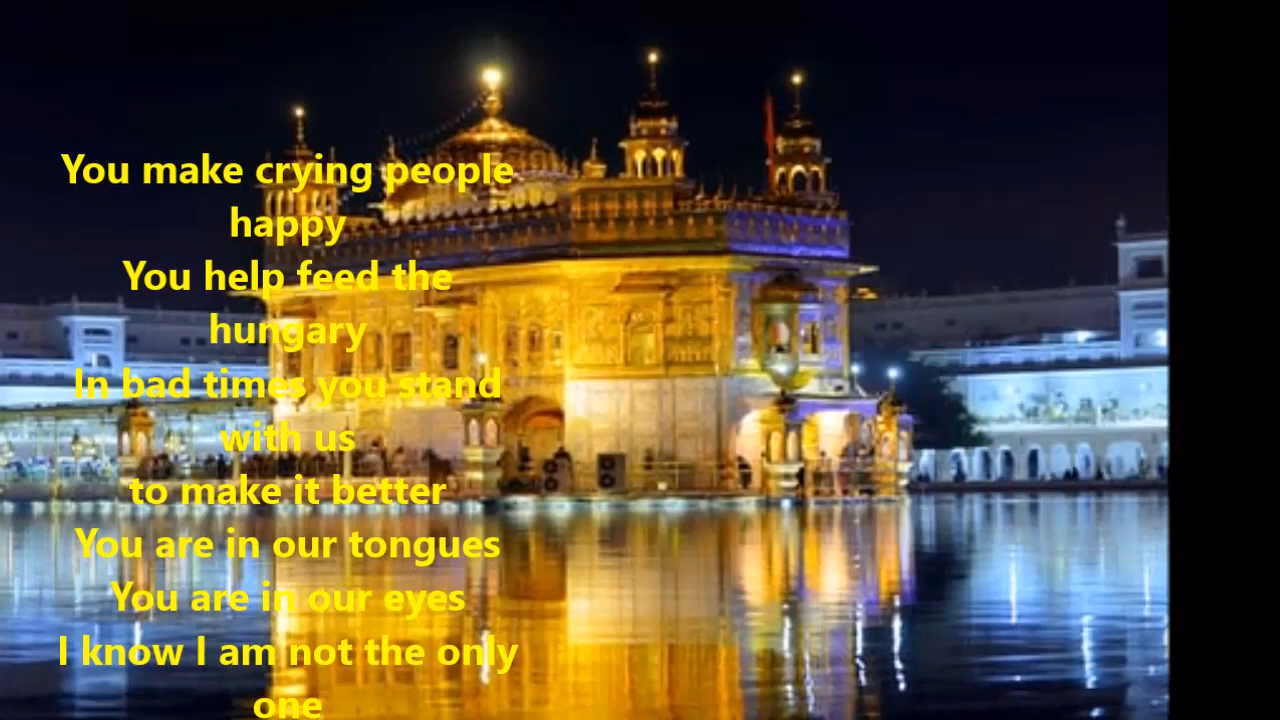 You make crying people
happy
You help feed the
hungary
In bad times you stand
with us
to make it better
You are in our tongues
You are in our eyes
I know I am not the only
one